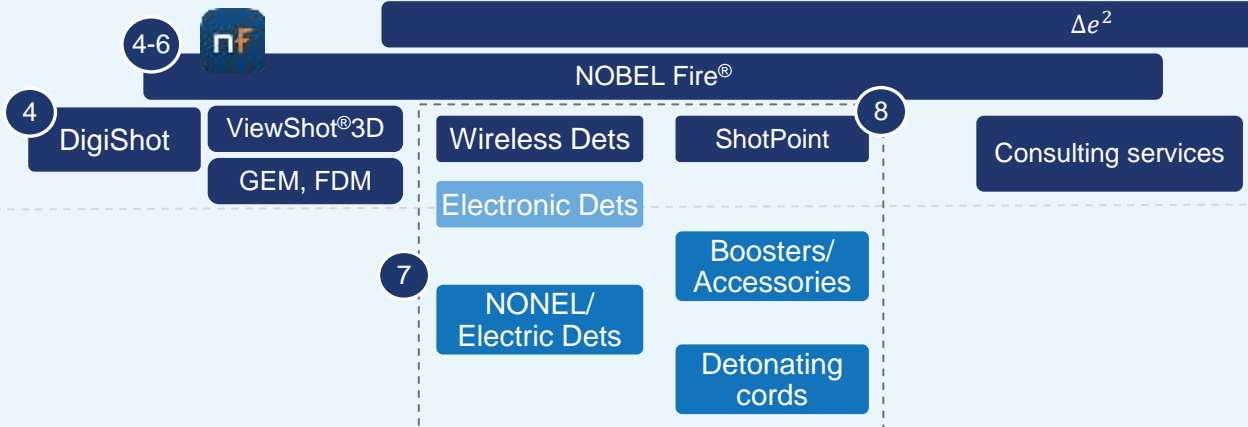 Δe²
4-6
nf
NOBEL Fire®
4
DigiShot
ViewShot®3D
GEM, FDM
Wireless Dets
ShotPoint
8
Consulting services
Electronic Dets
7
Boosters/
Accessories
NONEL/
Electric Dets
Detonating
cords